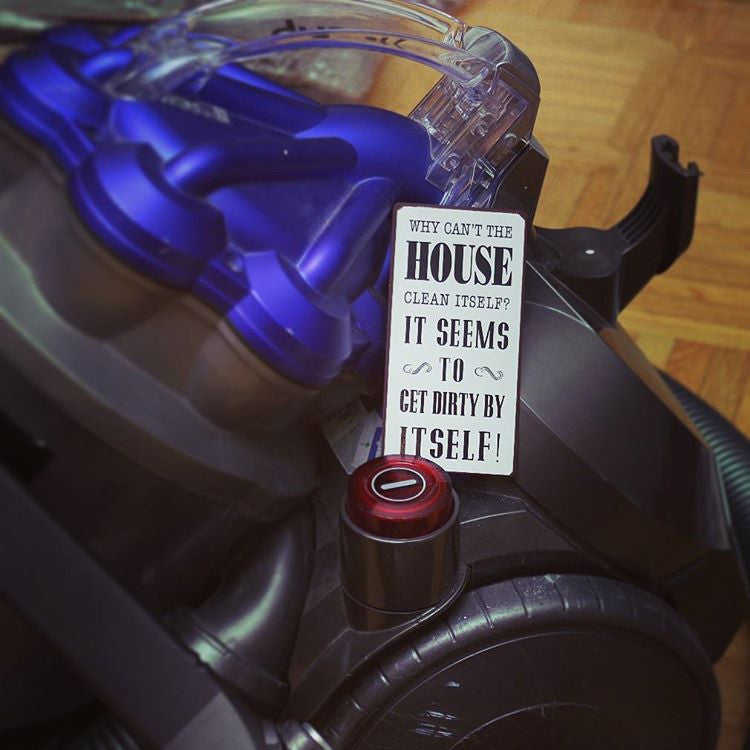 WHY CAN'T THE
HOUSE
CLEAN ITSELF?
IT SEEMS
TO
GET DIRTY BY
ITSELF!